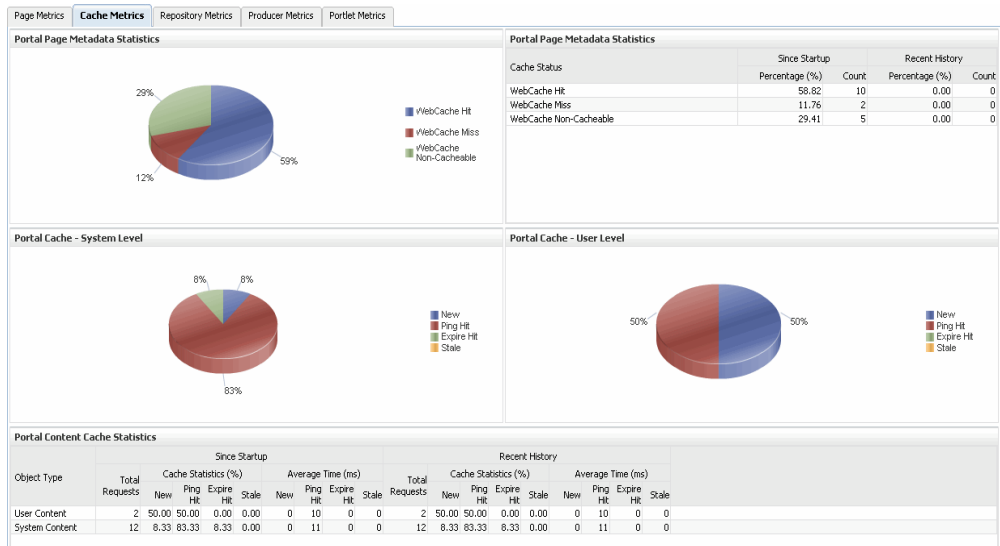 Page Metrics Cache Metrics Repository Metrics Producer Metrics Portlet Metrics
Portal Page Metadata Statistics
29%
12%
59%
WebCache Hit
WebCache Miss
WebCache
Non-Cacheable
Portal Page Metadata Statistics
Cache Status Since Startup Recent History
Percentage (%) Count Percentage (%) Count
WebCache Hit 58.82 10 0.00 0
WebCache Miss 11.76 2 0.00 0
WebCache Non-Cacheable 29.41 5 0.00 0
Portal Cache - System Level
8% 8%
83%
New
Ping Hit
Expire Hit
Stale
Portal Cache - User Level
50% 50%
New
Ping Hit
Expire Hit
Stale
Portal Content Cache Statistics
Since Startup Recent History
Object Type Total Cache Statistics (%) Average Time (ms) Total Cache Statistics (%) Average Time (ms)
Requests New Ping Expire Stale New Ping Expire Stale Requests New Ping Expire Stale New Ping Expire Stale
Hit Hit Hit Hit Hit Hit Hit Hit
User Content 2 50.00 50.00 0.00 0.00 0 10 0 0 2 50.00 50.00 0.00 0.00 0 10 0 0
System Content 12 8.33 83.33 8.33 0.00 0 11 0 0 12 8.33 83.33 8.33 0.00 0 11 0 0